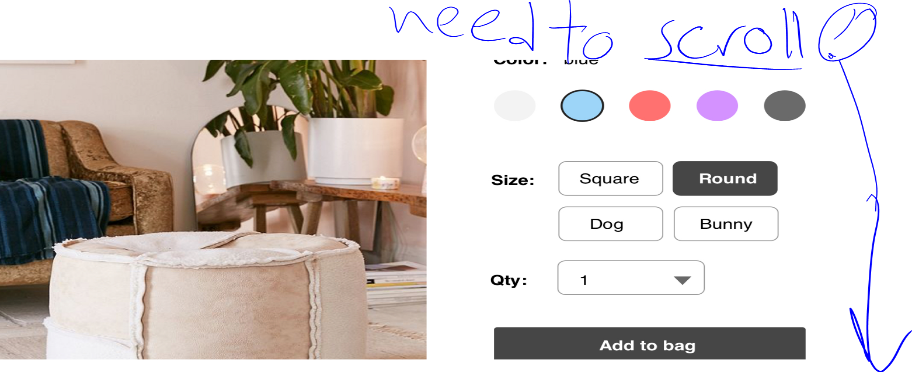 need to scroll?
Color: blue
Size: Square Round
Dog Bunny
Qty: 1
Add to bag